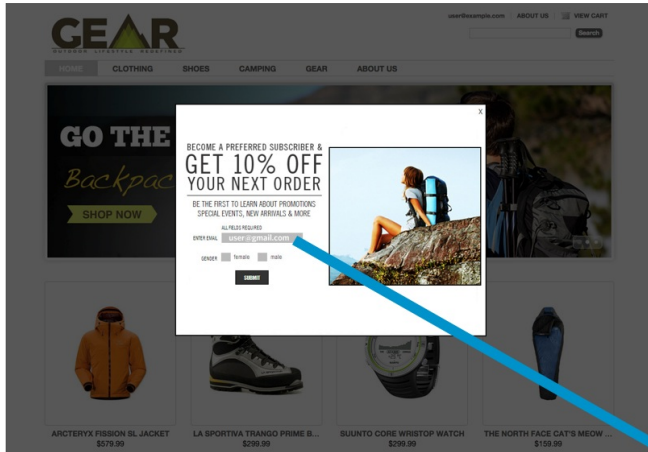 GEAR
OUTDOOR LIFESTYLE REDEFINED
user@example.com | ABOUT US | VIEW CART
Search
HOME CLOTHING SHOES CAMPING GEAR ABOUT US
GO THE
Backpac
SHOP NOW
X
BECOME A PREFERRED SUBSCRIBER &
GET 10% OFF
YOUR NEXT ORDER
BE THE FIRST TO LEARN ABOUT PROMOTIONS
SPECIAL EVENTS, NEW ARRIVALS & MORE
ALL FIELDS REQUIRED
ENTER EMAIL user@gmail.com
GENDER female male
SUBMIT
ARCTERYX FISSION SL JACKET
$579.99
LA SPORTIVA TRANGO PRIME B...
$299.99
SUUNTO CORE WRISTOP WATCH
$299.99
THE NORTH FACE CAT'S MEOW ...
$159.99